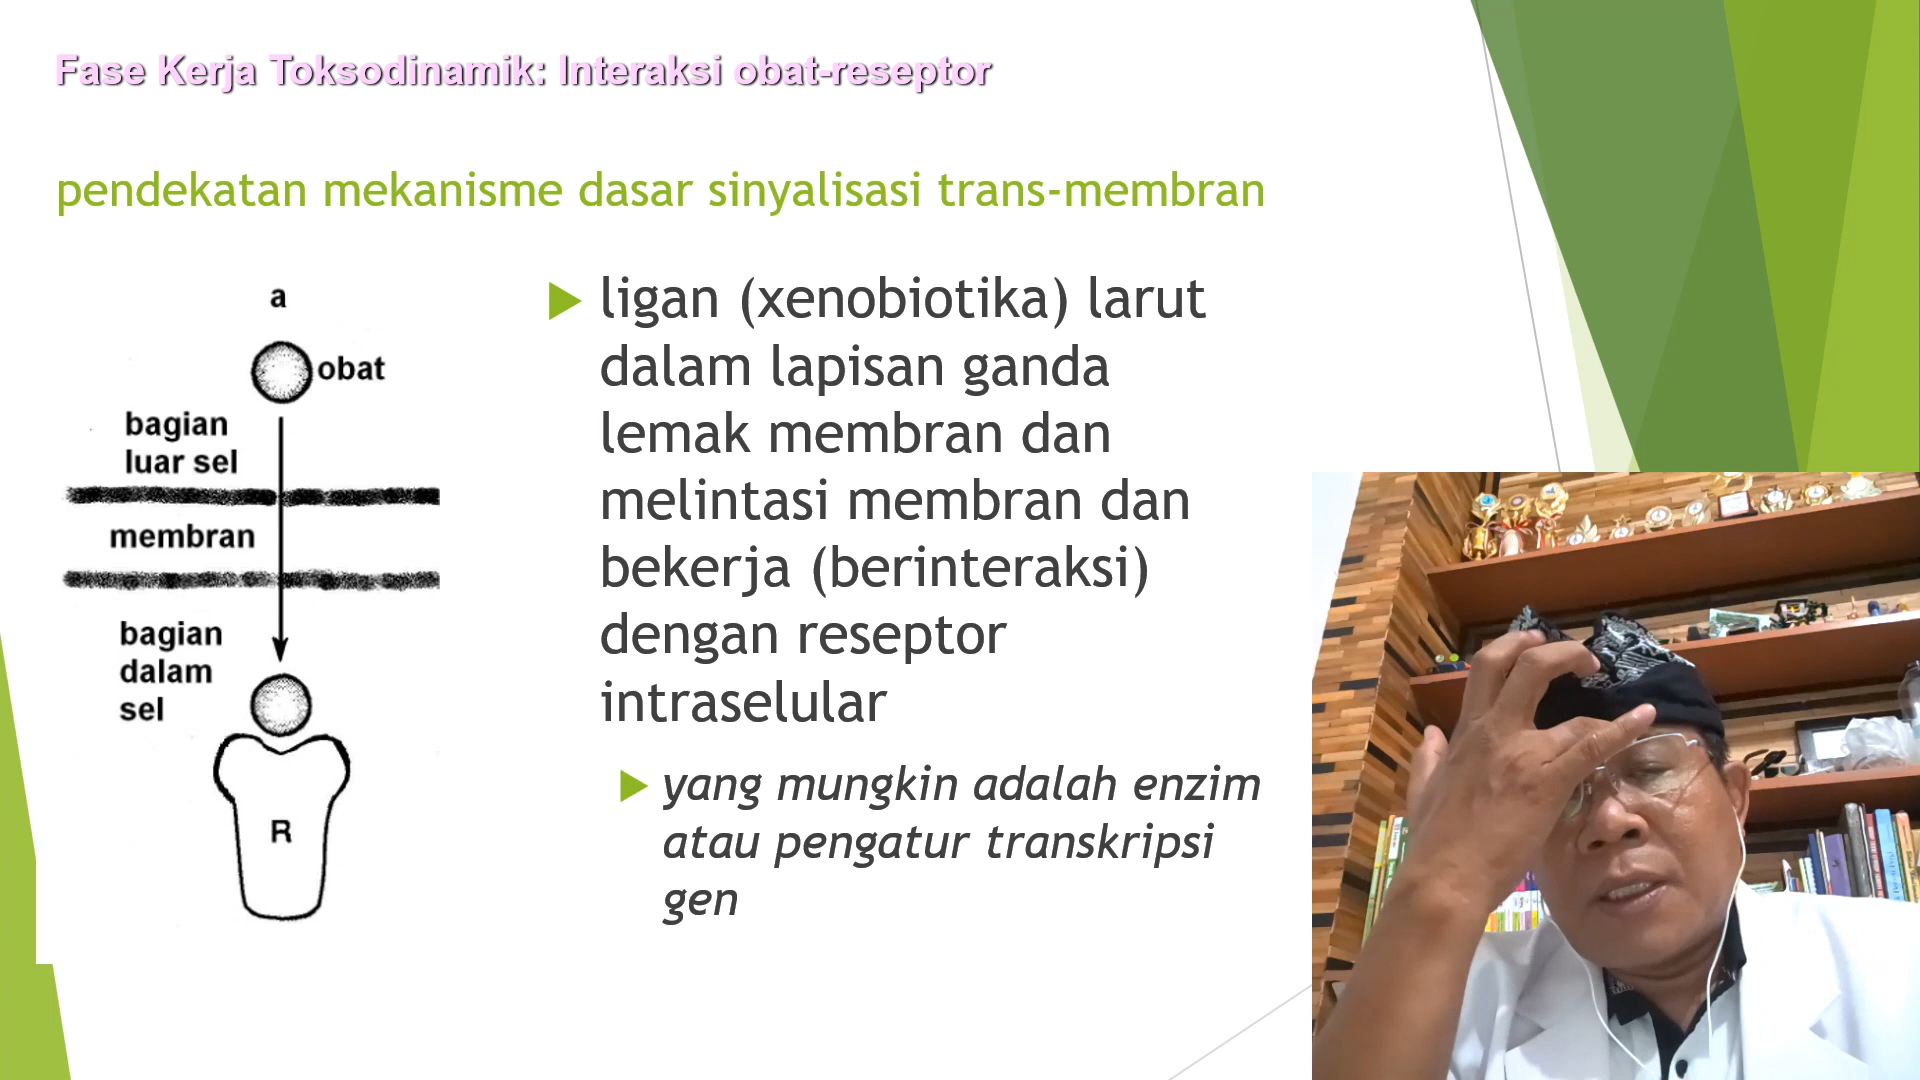 Fase Kerja Toksodinamik: Interaksi obat-reseptor
pendekatan mekanisme dasar sinyalisasi trans-membran
a
obat
bagian
luar sel
membran
bagian
dalam
sel
R
ligan (xenobiotika) larut
dalam lapisan ganda
lemak membran dan
melintasi membran dan
bekerja (berinteraksi)
dengan reseptor
intraselular
yang mungkin adalah enzim
atau pengatur transkripsi
gen